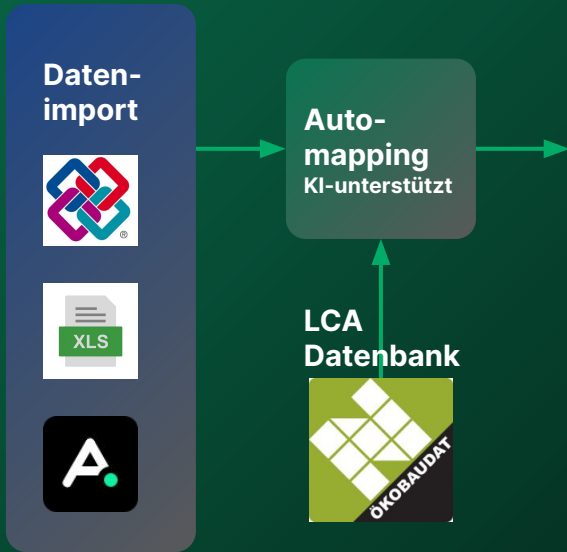 Daten-
import
®
XLS
Auto-
mapping
KI-unterstützt
LCA
Datenbank
ÖKOBAUDAT